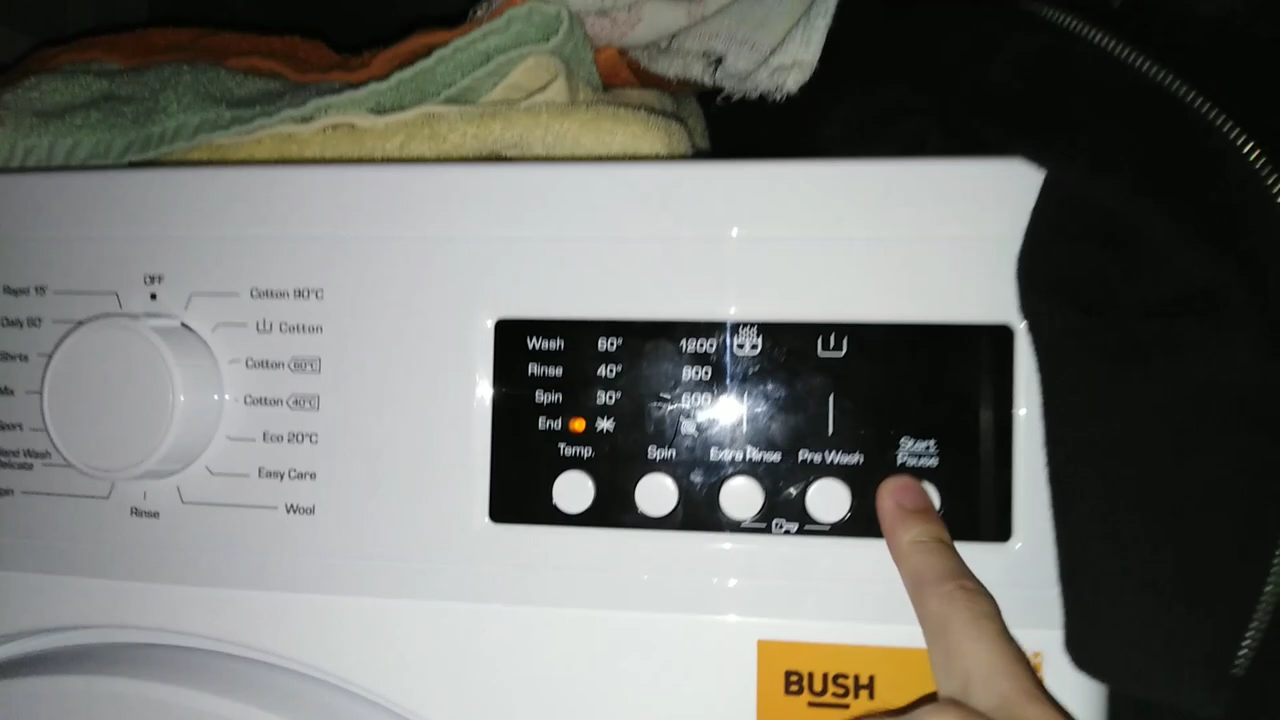 OFF
Rapid 15'
Daily 60'
Shirts
Mix
Sport
Hand Wash
Delicate
Spin
Rinse
Cotton 90°C
Cotton
Cotton 60°C
Cotton 40°C
Eco 20°C
Easy Care
Wool
Wash 60° 1200
Rinse 40° 800
Spin 30° 600
End
Temp. Spin Extra Rinse Pre Wash Start
Pause
BUSH